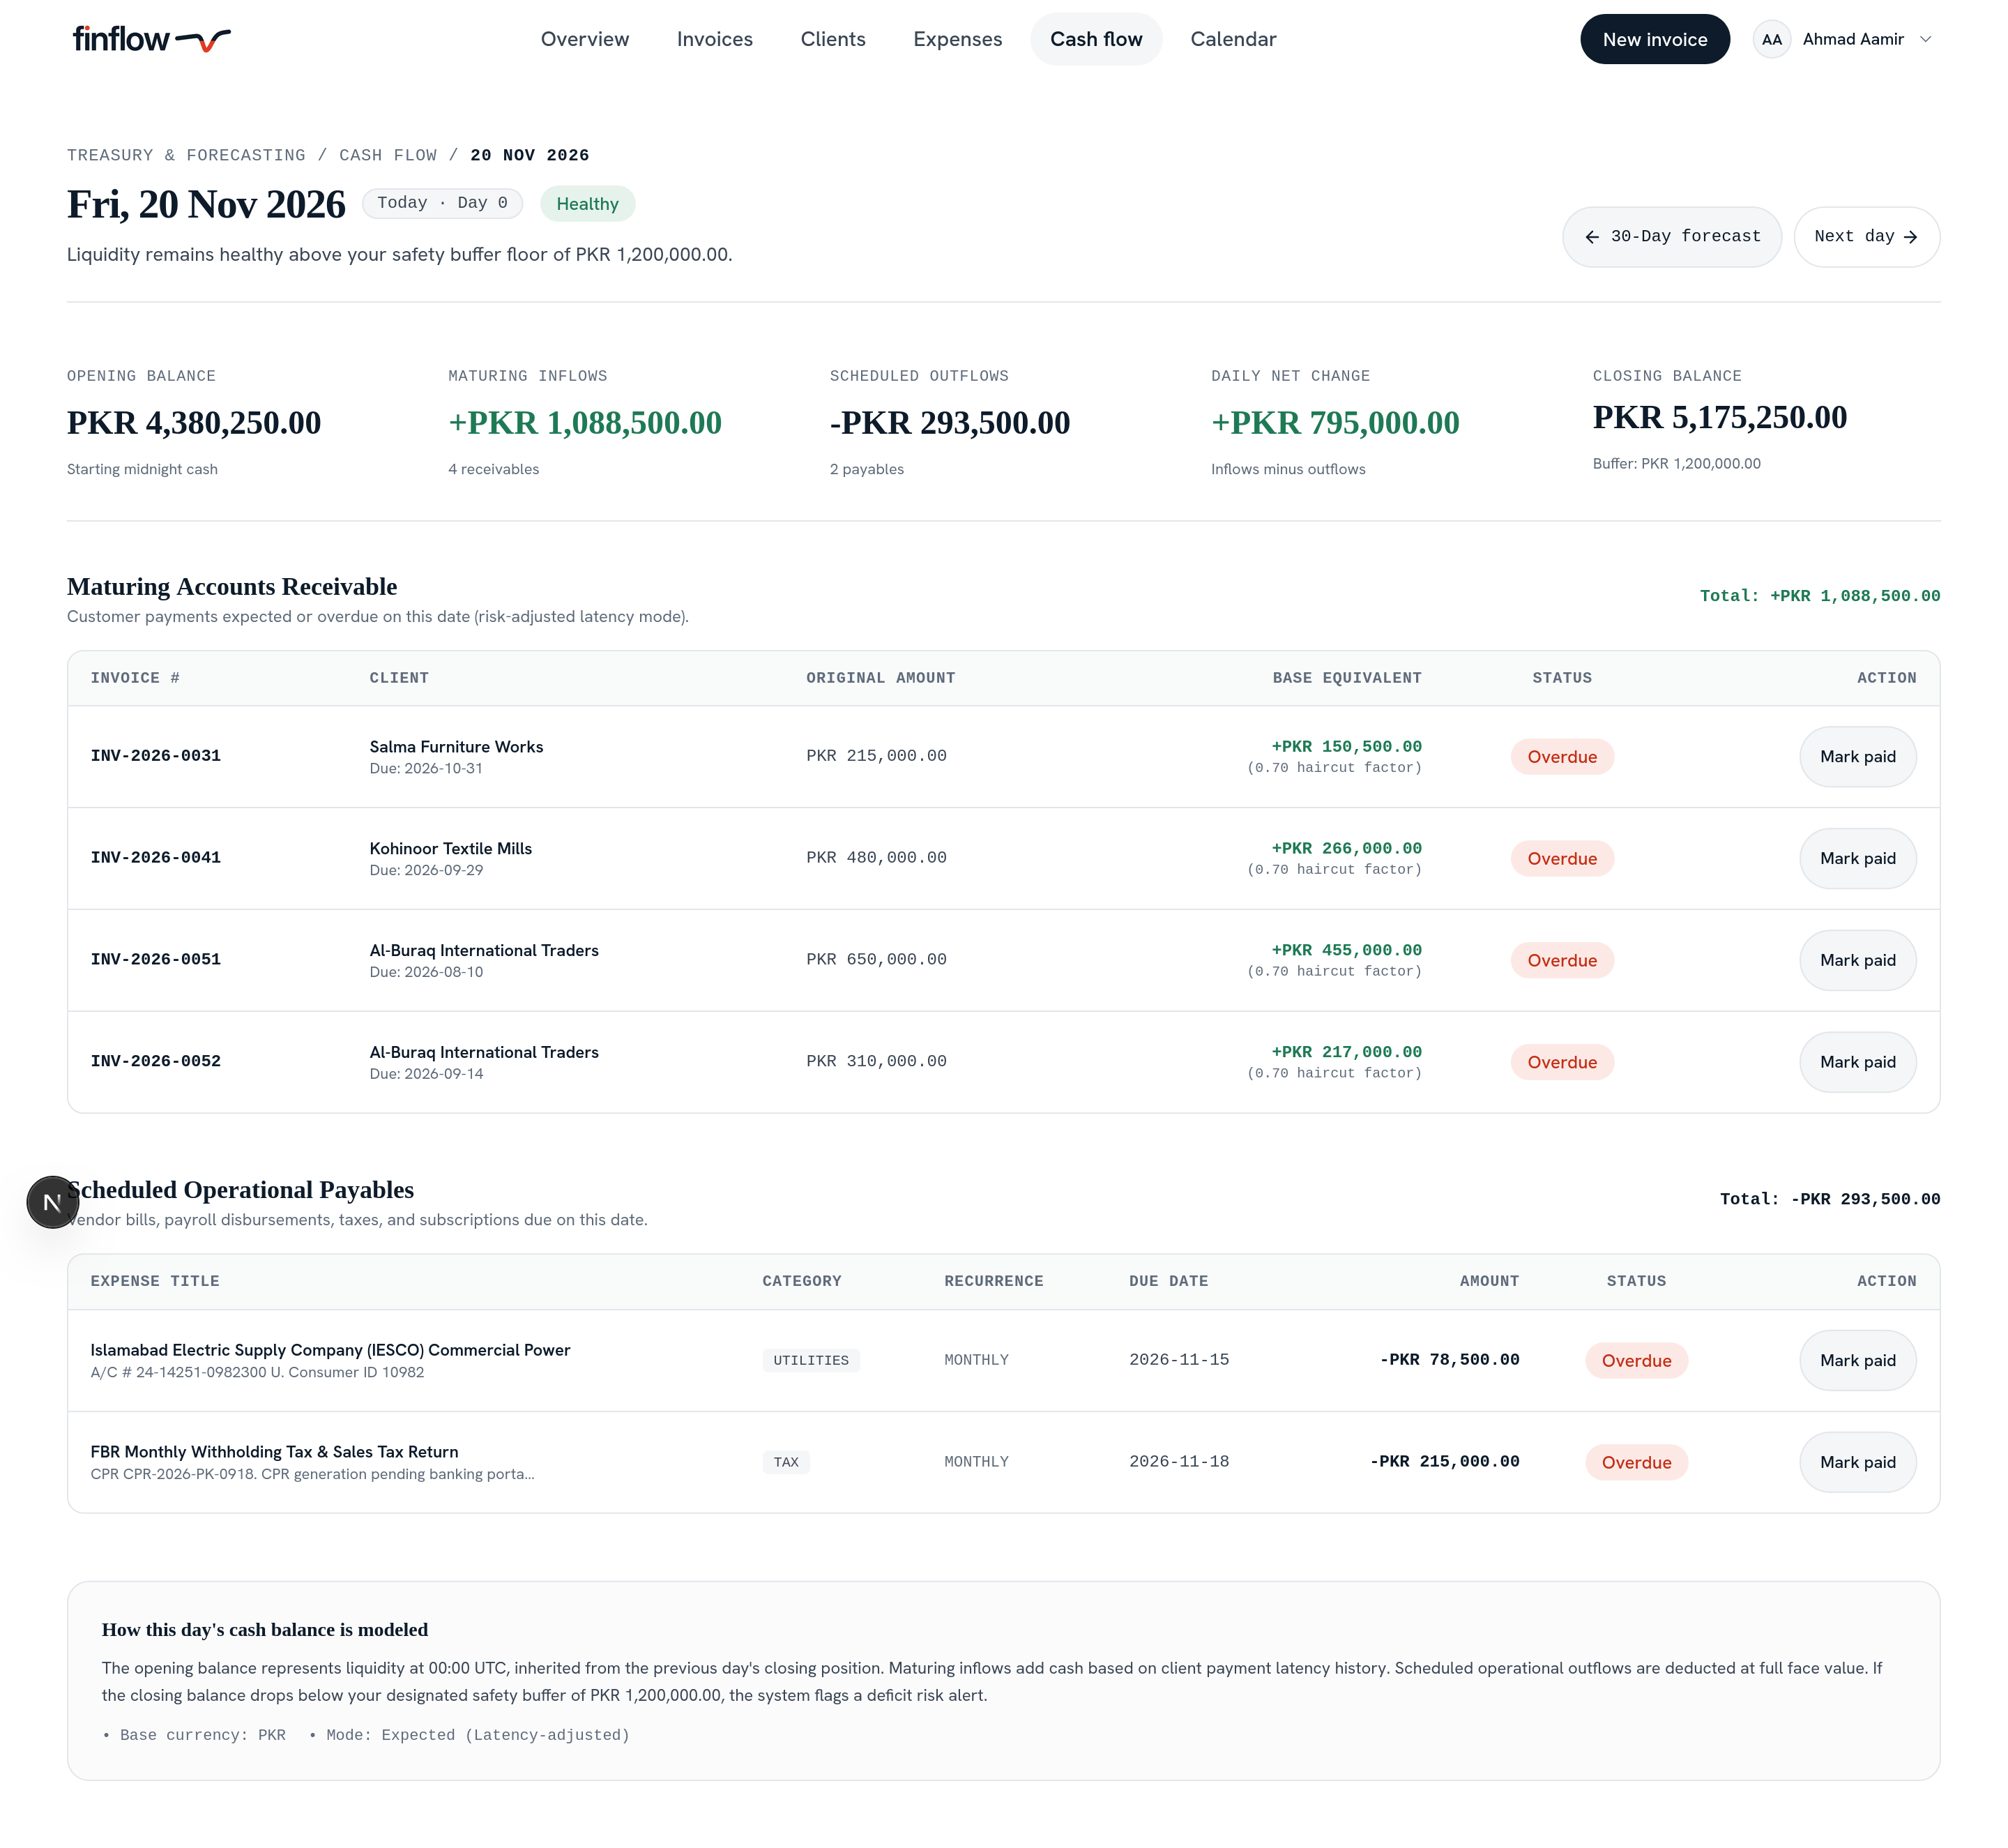 finflow
Overview Invoices Clients Expenses Cash flow Calendar
New invoice AA Ahmad Aamir
TREASURY & FORECASTING / CASH FLOW / 20 NOV 2026
Fri, 20 Nov 2026 Today · Day 0 Healthy
Liquidity remains healthy above your safety buffer floor of PKR 1,200,000.00.
← 30-Day forecast Next day →
OPENING BALANCE MATURING INFLOWS SCHEDULED OUTFLOWS DAILY NET CHANGE CLOSING BALANCE
PKR 4,380,250.00 +PKR 1,088,500.00 -PKR 293,500.00 +PKR 795,000.00 PKR 5,175,250.00
Starting midnight cash 4 receivables 2 payables Inflows minus outflows Buffer: PKR 1,200,000.00
Maturing Accounts Receivable
Customer payments expected or overdue on this date (risk-adjusted latency mode).
Total: +PKR 1,088,500.00
INVOICE # CLIENT ORIGINAL AMOUNT BASE EQUIVALENT STATUS ACTION
INV-2026-0031 Salma Furniture Works PKR 215,000.00 +PKR 150,500.00 Overdue Mark paid
Due: 2026-10-31 (0.70 haircut factor)
INV-2026-0041 Kohinoor Textile Mills PKR 480,000.00 +PKR 266,000.00 Overdue Mark paid
Due: 2026-09-29 (0.70 haircut factor)
INV-2026-0051 Al-Buraq International Traders PKR 650,000.00 +PKR 455,000.00 Overdue Mark paid
Due: 2026-08-10 (0.70 haircut factor)
INV-2026-0052 Al-Buraq International Traders PKR 310,000.00 +PKR 217,000.00 Overdue Mark paid
Due: 2026-09-14 (0.70 haircut factor)
N
Scheduled Operational Payables
Vendor bills, payroll disbursements, taxes, and subscriptions due on this date.
Total: -PKR 293,500.00
EXPENSE TITLE CATEGORY RECURRENCE DUE DATE AMOUNT STATUS ACTION
Islamabad Electric Supply Company (IESCO) Commercial Power UTILITIES MONTHLY 2026-11-15 -PKR 78,500.00 Overdue Mark paid
A/C # 24-14251-0982300 U. Consumer ID 10982
FBR Monthly Withholding Tax & Sales Tax Return TAX MONTHLY 2026-11-18 -PKR 215,000.00 Overdue Mark paid
CPR CPR-2026-PK-0918. CPR generation pending banking porta...
How this day's cash balance is modeled
The opening balance represents liquidity at 00:00 UTC, inherited from the previous day's closing position. Maturing inflows add cash based on client payment latency history. Scheduled operational outflows are deducted at full face value. If
the closing balance drops below your designated safety buffer of PKR 1,200,000.00, the system flags a deficit risk alert.
• Base currency: PKR • Mode: Expected (Latency-adjusted)